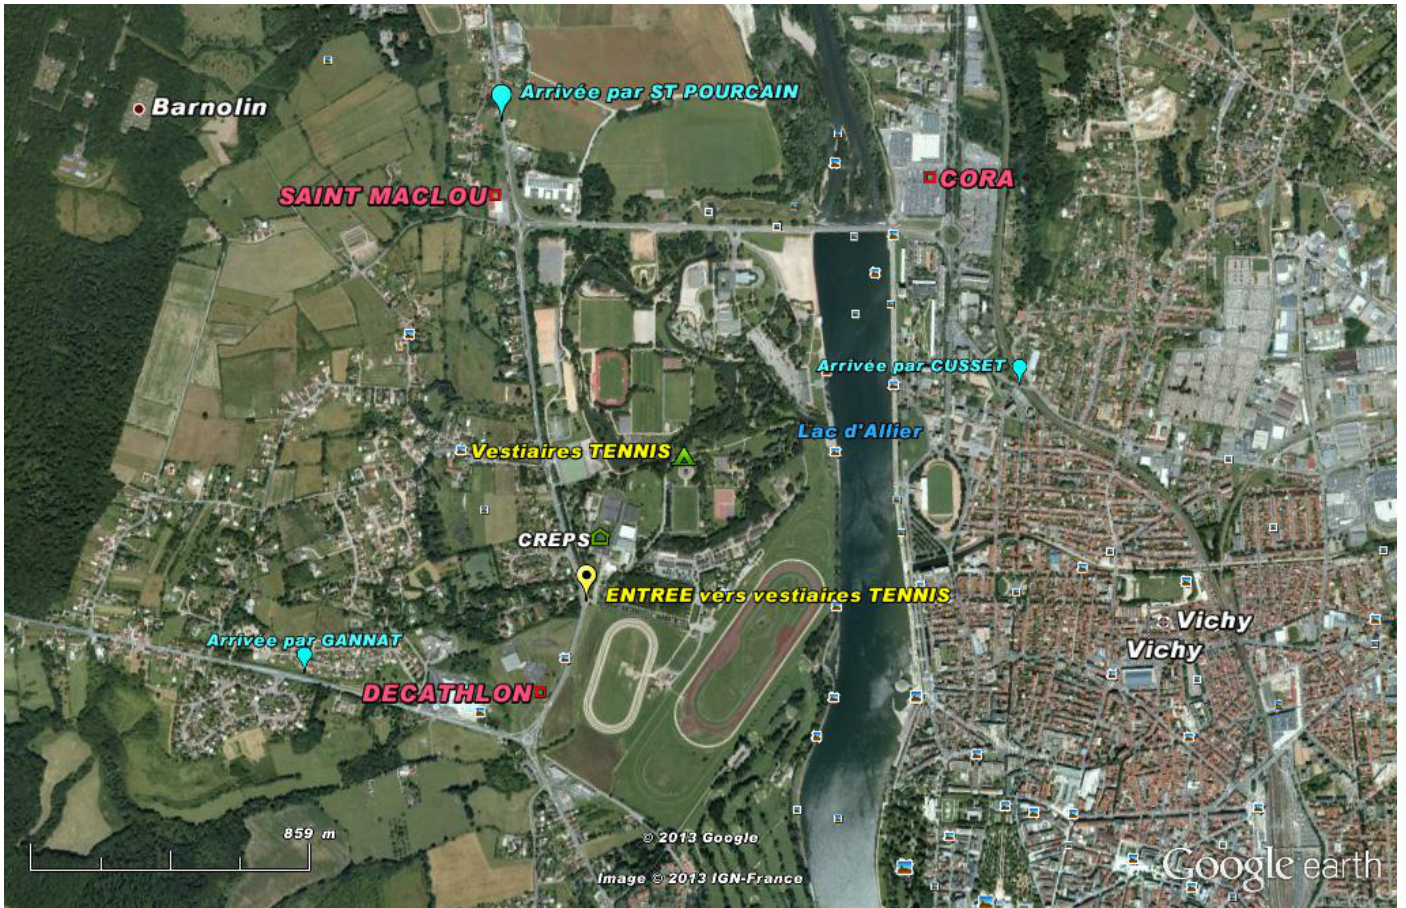 Arrivée par ST POURCAIN
Barnolin
SAINT MACLOU
CORA
Arrivée par CUSSET
Lac d'Allier
Vestiaires TENNIS
CREPS
ENTREE vers vestiaires TENNIS
Vichy
Arrivée par GANNAT
Vichy
DECATHLON
859 m
© 2013 Google
Google earth
Image © 2013 IGN-France